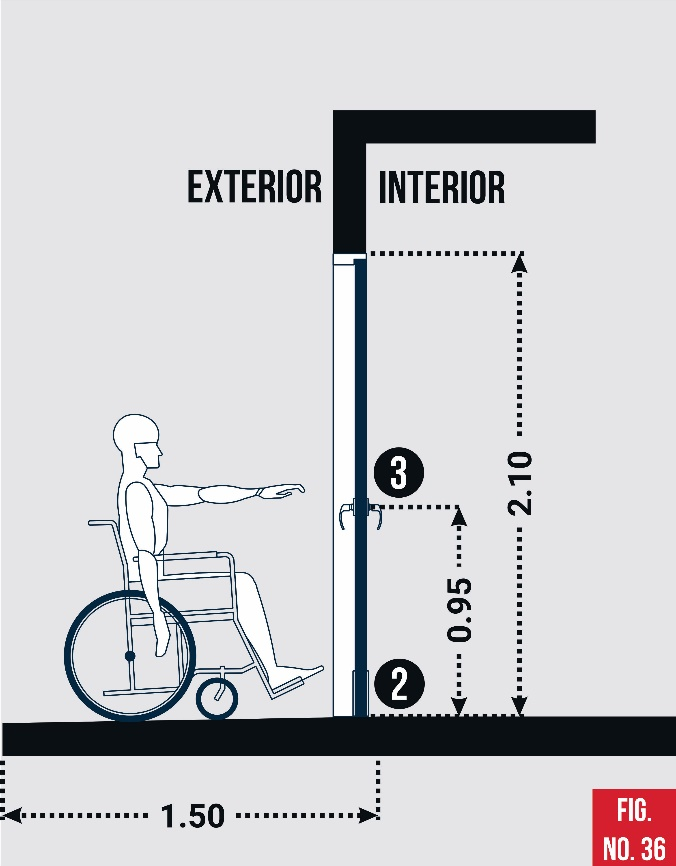 EXTERIOR INTERIOR
3
2.10
0.95
2
1.50
FIG.
NO. 36